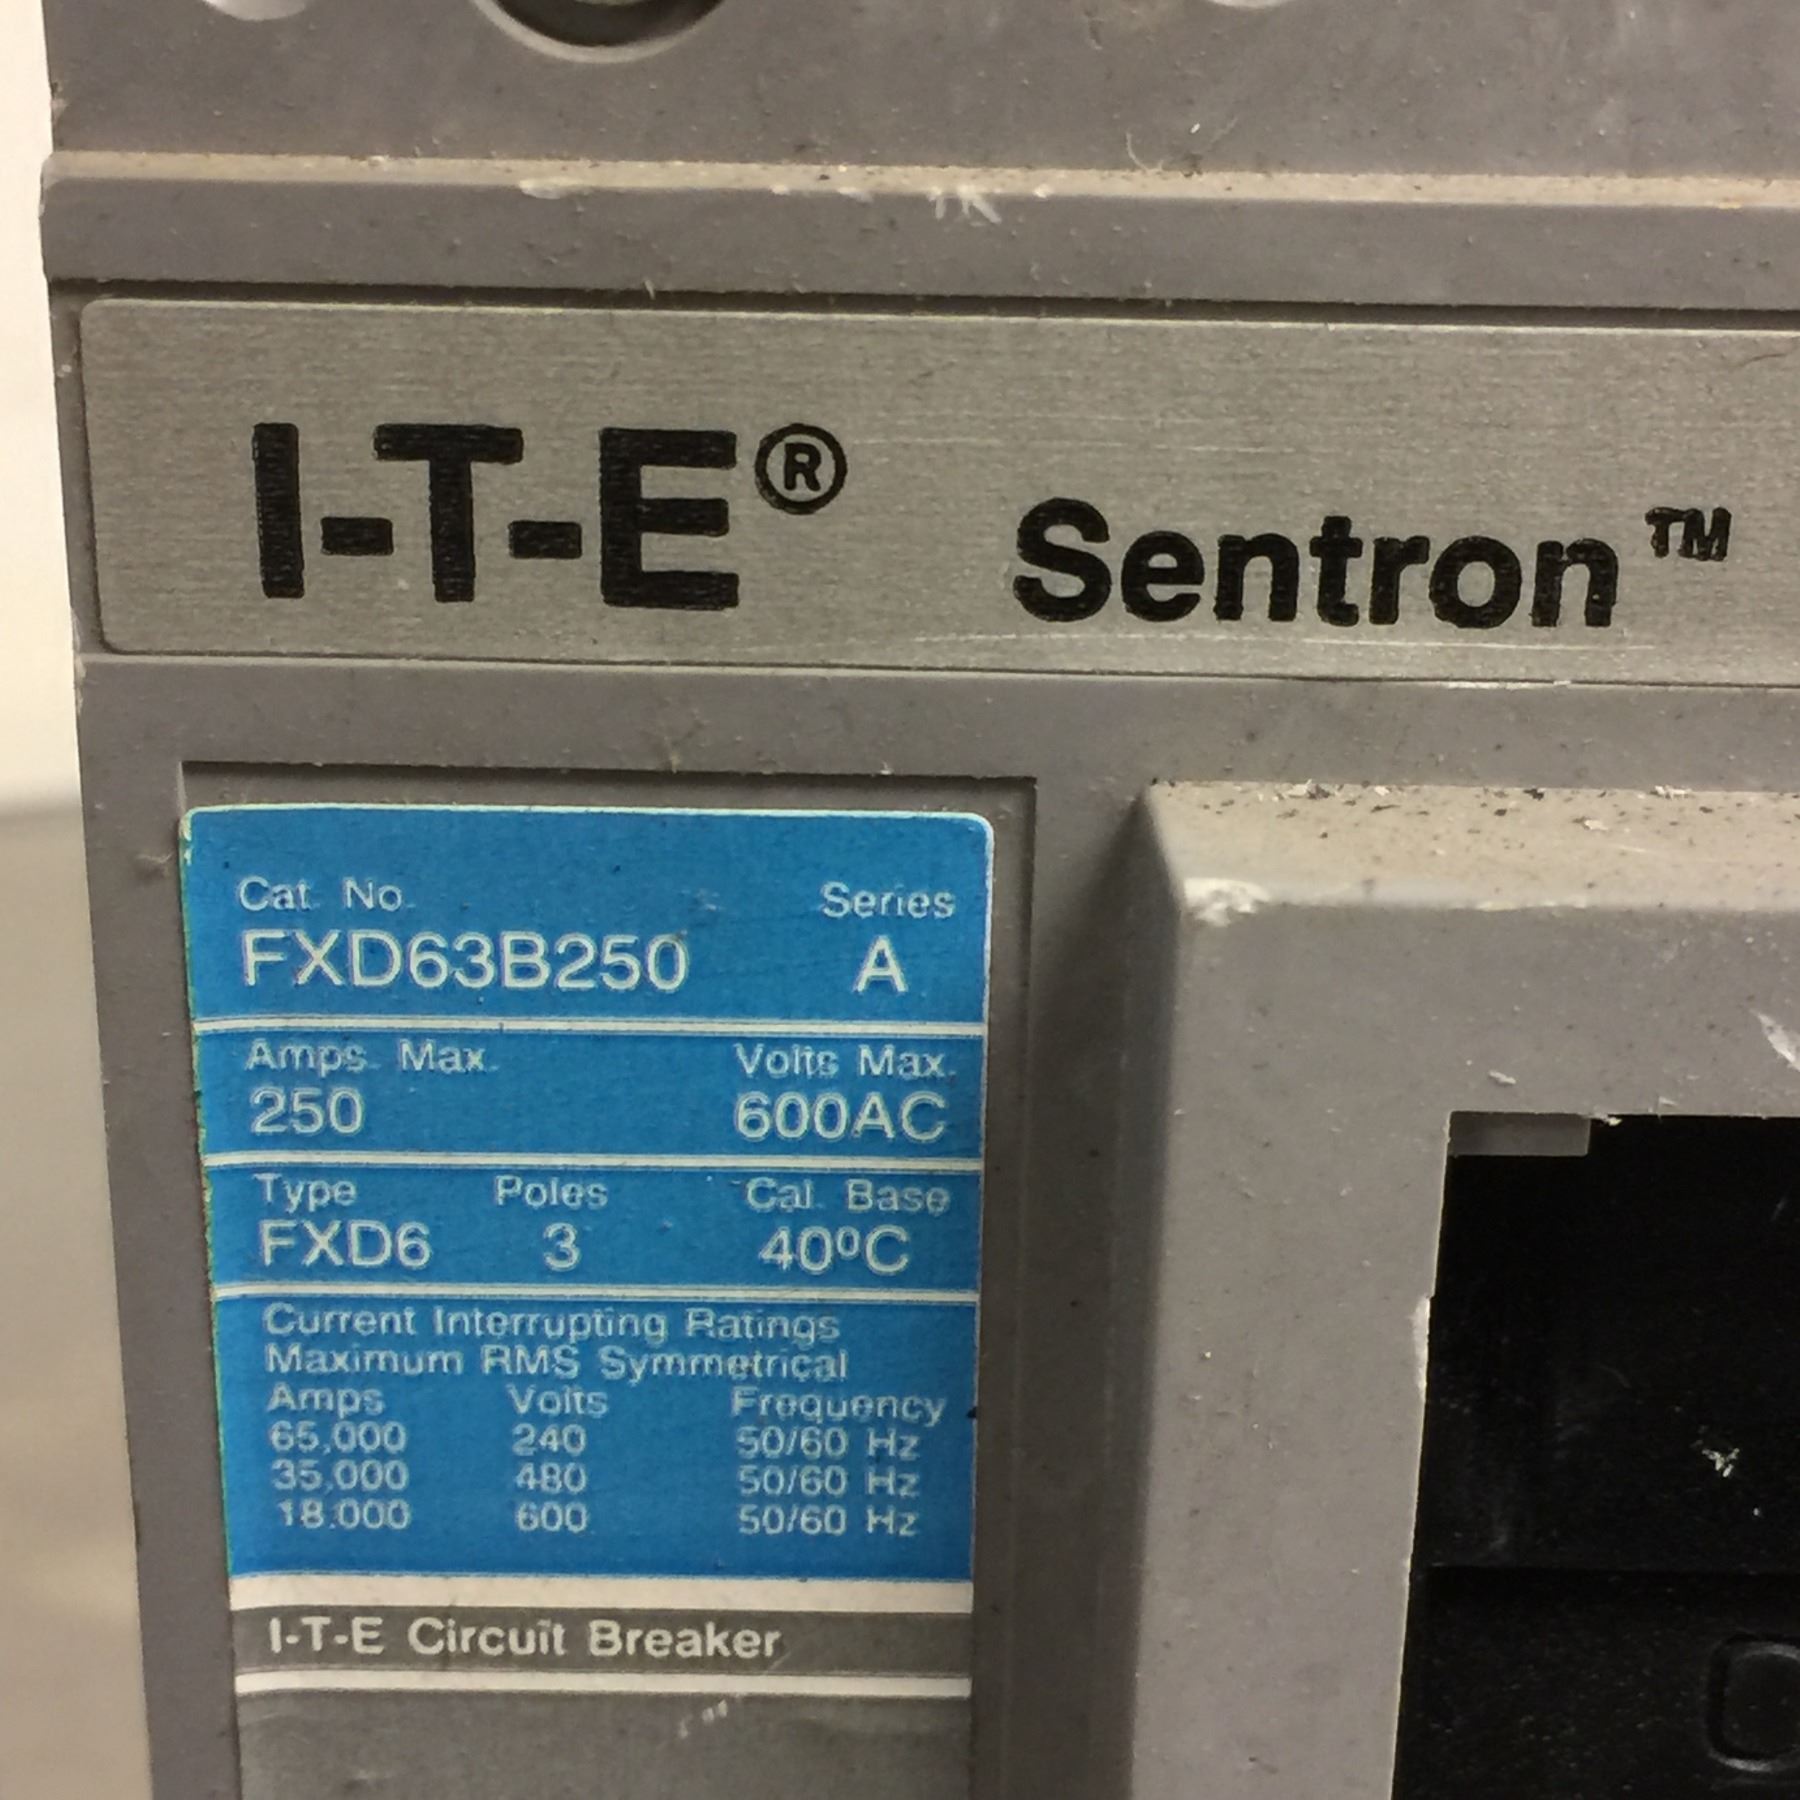 I-T-E® Sentron™
Cat. No. Series
FXD63B250 A
Amps. Max. Volts Max.
250 600AC
Type Poles Cal. Base
FXD6 3 40ºC
Current Interrupting Ratings
Maximum RMS Symmetrical
Amps Volts Frequency
65,000 240 50/60 Hz
35,000 480 50/60 Hz
18.000 600 50/60 Hz
I-T-E Circuit Breaker